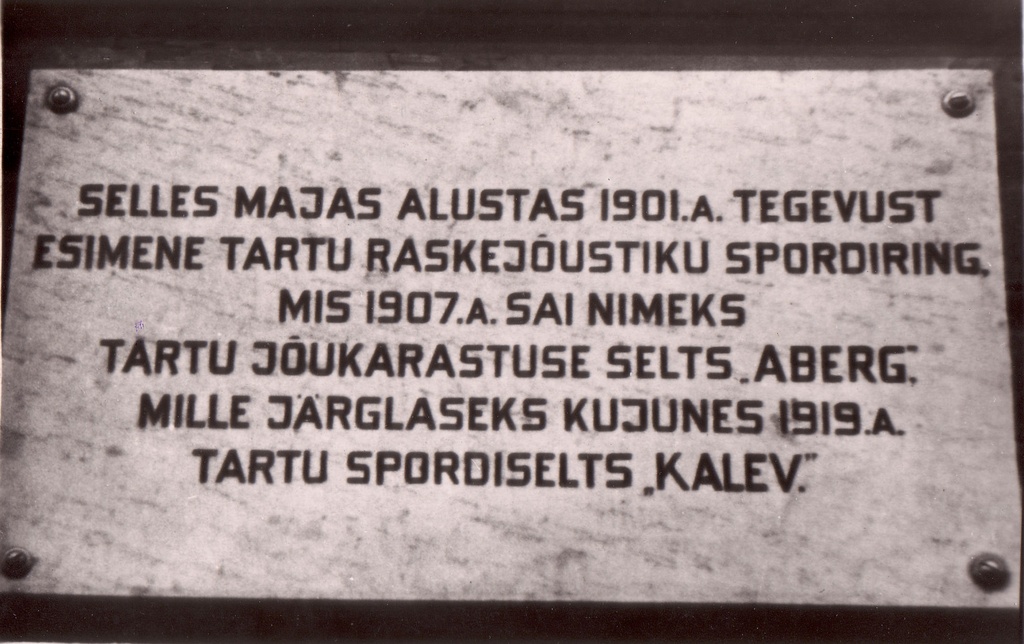 SELLES MAJAS ALUSTAS 1901.A. TEGEVUST
ESIMENE TARTU RASKEJÕUSTIKU SPORDIRING,
MIS 1907.A. SAI NIMEKS
TARTU JÕUKARASTUSE SELTS „ABERG”,
MILLE JÄRGLASEKS KUJUNES 1919.A.
TARTU SPORDISELTS „KALEV.”